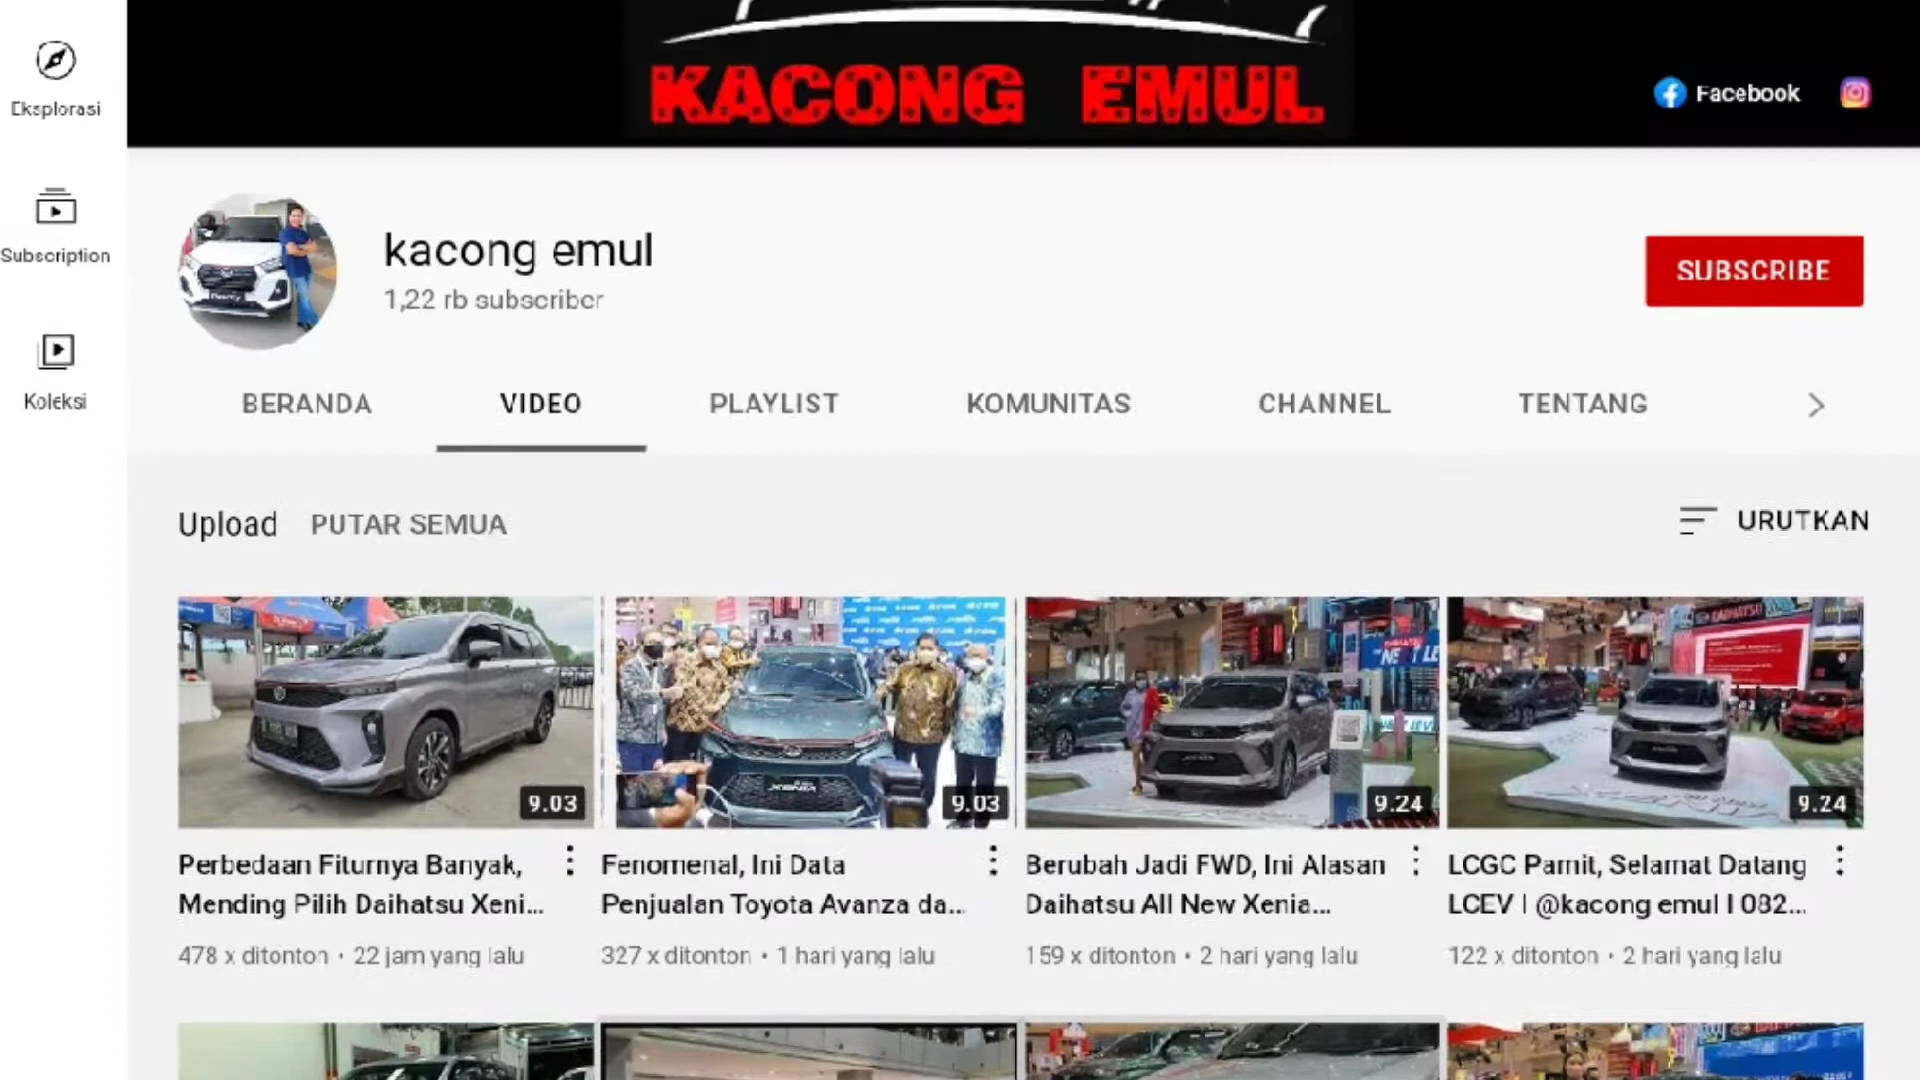 KACONG EMUL
Facebook
Eksplorasi
Subscription
Koleksi
kacong emul
1,22 rb subscriber
SUBSCRIBE
BERANDA VIDEO PLAYLIST KOMUNITAS CHANNEL TENTANG
Upload PUTAR SEMUA
URUTKAN
9.03
9.03
9.24
9.24
Perbedaan Fiturnya Banyak,
Mending Pilih Daihatsu Xeni...
478 x ditonton • 22 jam yang lalu
Fenomenal, Ini Data
Penjualan Toyota Avanza da...
327 x ditonton • 1 hari yang lalu
Berubah Jadi FWD, Ini Alasan
Daihatsu All New Xenia...
159 x ditonton • 2 hari yang lalu
LCGC Pamit, Selamat Datang
LCEV I @kacong emul I 082...
122 x ditonton • 2 hari yang lalu